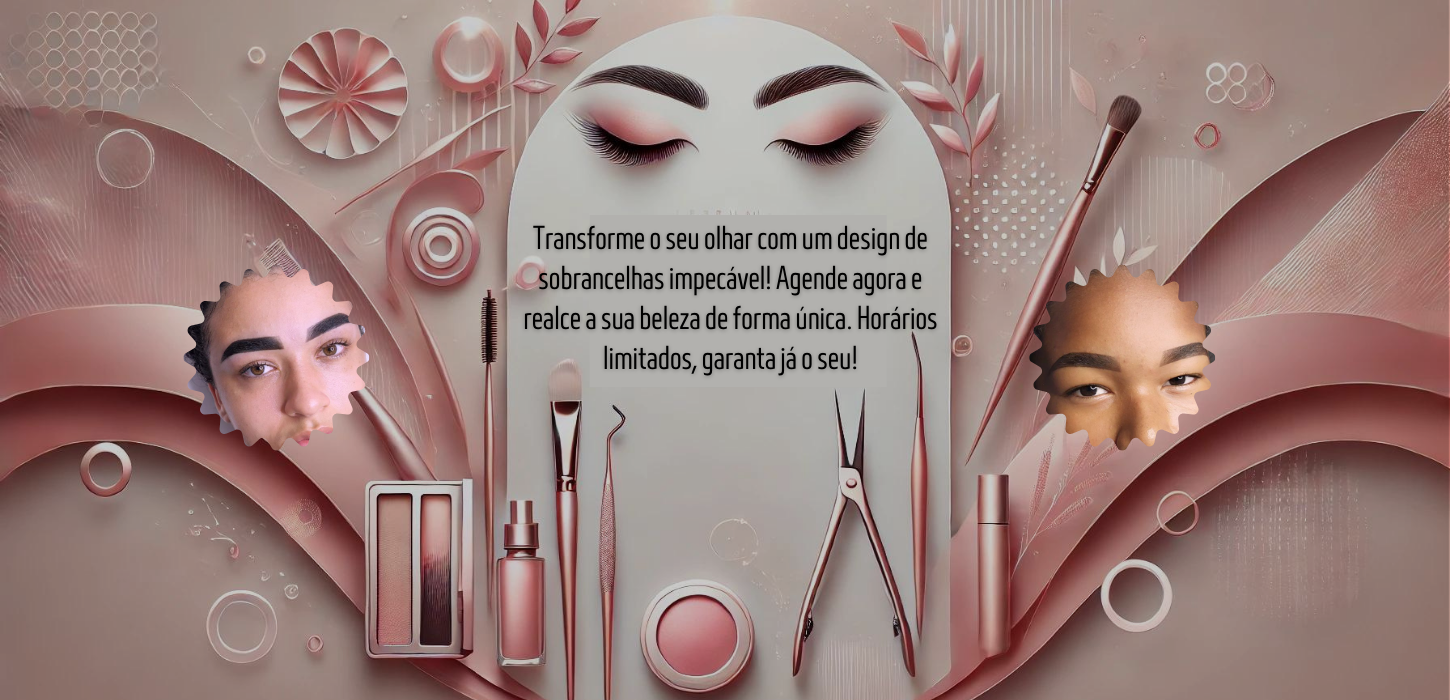 Transforme o seu olhar com um design de
sobrancelhas impecável! Agende agora e
realce a sua beleza de forma única. Horários
limitados, garanta já o seu!